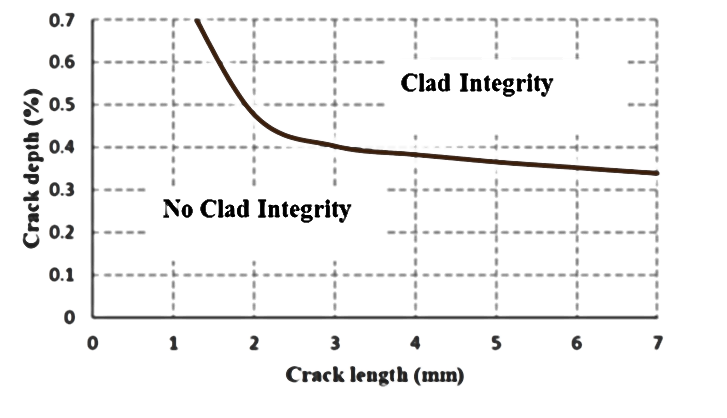 0.7
0.6
Clad Integrity
0.5
0.4
0.3
No Clad Integrity
0.2
0.1
0
Crack depth (%)
0 1 2 3 4 5 6 7
Crack length (mm)